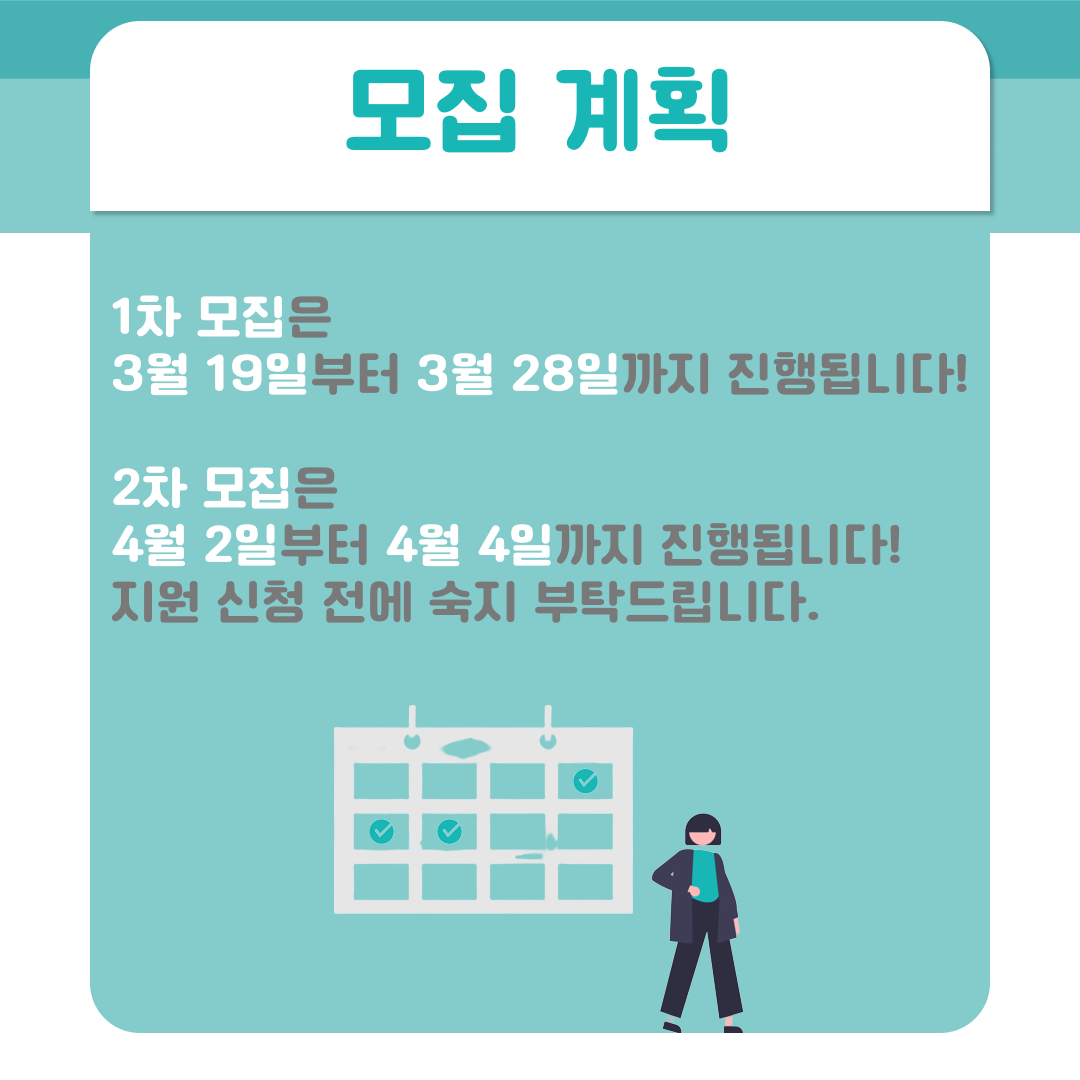 모집 계획
1차 모집은
3월 19일부터 3월 28일까지 진행됩니다!
2차 모집은
4월 2일부터 4월 4일까지 진행됩니다!
지원 신청 전에 숙지 부탁드립니다.